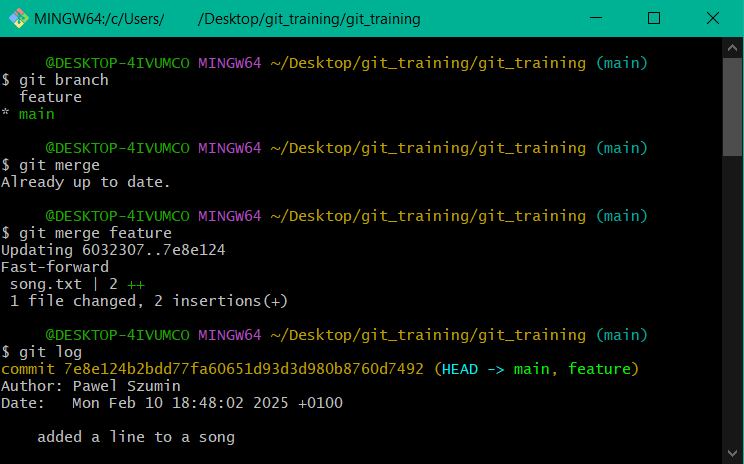 MINGW64:/c/Users/ /Desktop/git_training/git_training
@DESKTOP-4IVUMCO MINGW64 ~/Desktop/git_training/git_training (main)
$ git branch
  feature
* main
@DESKTOP-4IVUMCO MINGW64 ~/Desktop/git_training/git_training (main)
$ git merge
Already up to date.
@DESKTOP-4IVUMCO MINGW64 ~/Desktop/git_training/git_training (main)
$ git merge feature
Updating 6032307..7e8e124
Fast-forward
 song.txt | 2 ++
 1 file changed, 2 insertions(+)
@DESKTOP-4IVUMCO MINGW64 ~/Desktop/git_training/git_training (main)
$ git log
commit 7e8e124b2bdd77fa60651d93d3d980b8760d7492 (HEAD -> main, feature)
Author: Pawel Szumin
Date:   Mon Feb 10 18:48:02 2025 +0100
    added a line to a song